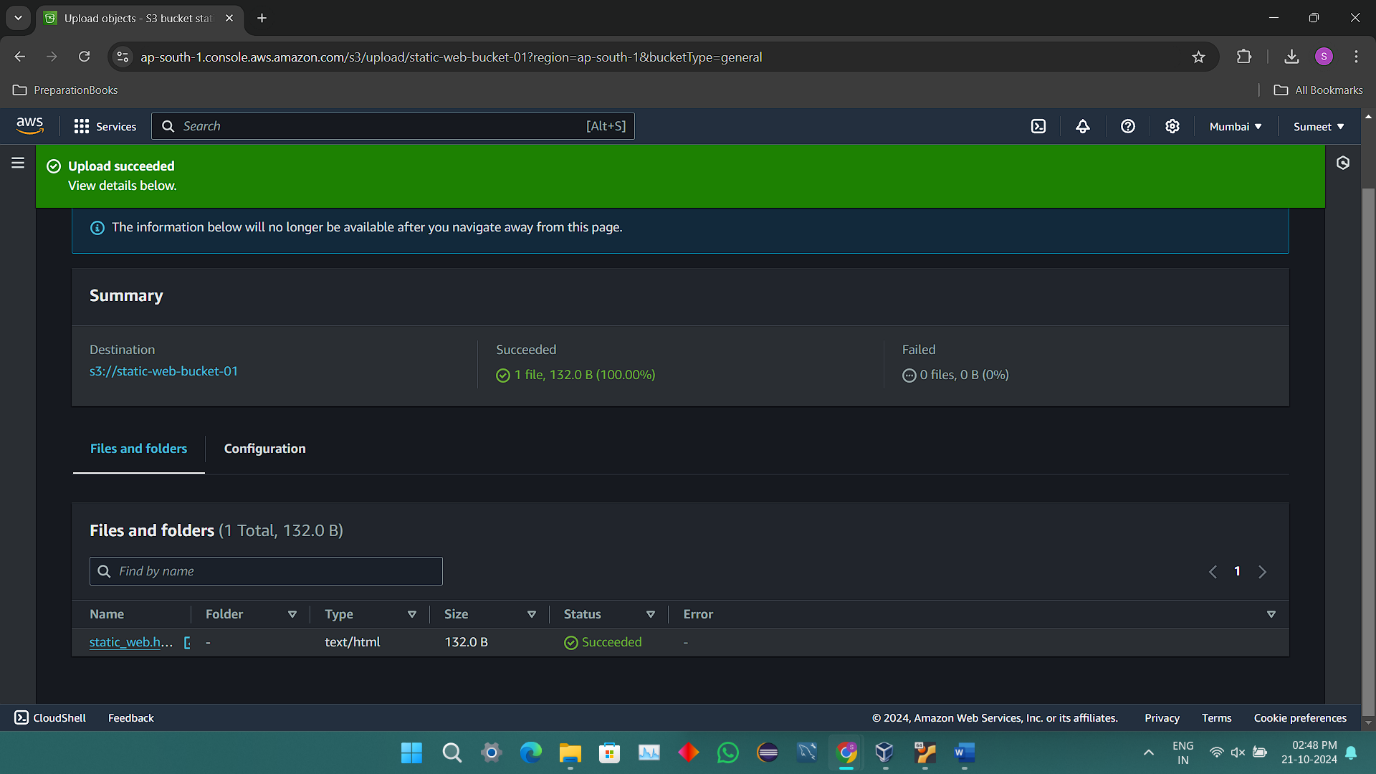 Upload objects - S3 bucket stat
ap-south-1.console.aws.amazon.com/s3/upload/static-web-bucket-01?region=ap-south-1&bucketType=general
S
PreparationBooks
All Bookmarks
aws Services Search [Alt+S] Mumbai Sumeet
Upload succeeded
View details below.
The information below will no longer be available after you navigate away from this page.
Summary
Destination Succeeded Failed
s3://static-web-bucket-01 1 file, 132.0 B (100.00%) 0 files, 0 B (0%)
Files and folders Configuration
Files and folders (1 Total, 132.0 B)
Find by name 1
Name Folder Type Size Status Error
static_web.h... - text/html 132.0 B Succeeded -
CloudShell Feedback © 2024, Amazon Web Services, Inc. or its affiliates. Privacy Terms Cookie preferences
ENG 02:48 PM
IN 21-10-2024